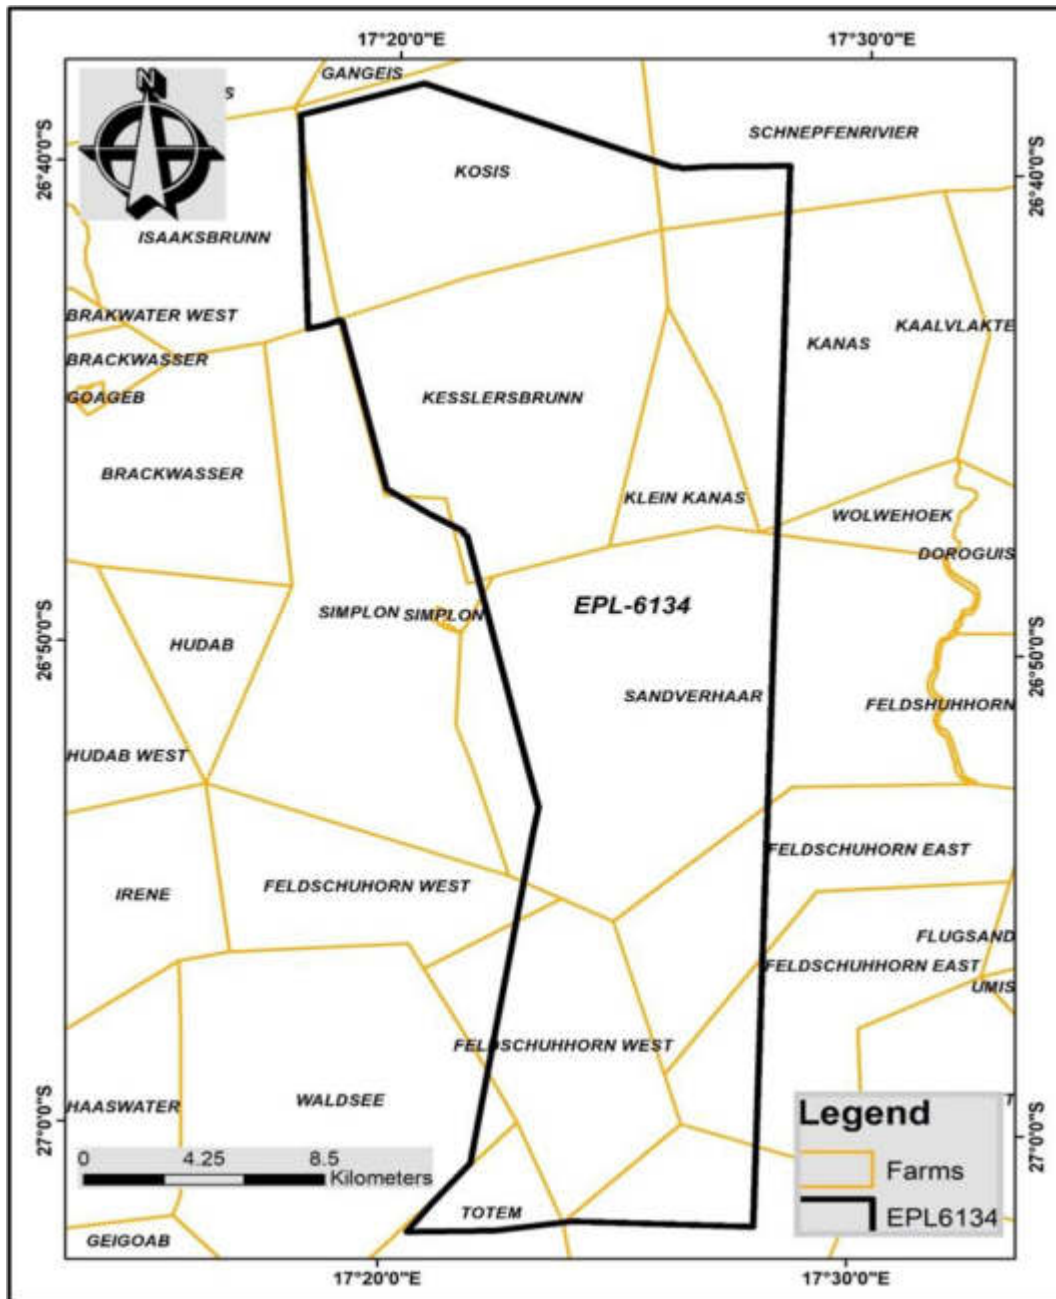 17°20'0"E
17°30'0"E
GANGEIS
N
S
SCHNEPFENRIVIER
KOSIS
26°40'0"S
26°40'0"S
ISAAKSBRUNN
BRAKWATER WEST
KAALVLAKTE
KANAS
BRACKWASSER
GOAGEB
KESSLERSBRUNN
BRACKWASSER
KLEIN KANAS
WOLWEHOEK
DOROGUIS
EPL-6134
SIMPLON
SIMPLON
HUDAB
26°50'0"S
26°50'0"S
SANDVERHAAR
FELDSHUHHORN
HUDAB WEST
FELDSCHUHORN EAST
FELDSCHUHORN WEST
IRENE
FLUGSAND
FELDSCHUHHORN EAST
UMIS
FELDSCHUHHORN WEST
WALDSEE
HAASWATER
T
27°0'0"S
27°0'0"S
Legend
Farms
EPL6134
0 4.25 8.5
Kilometers
TOTEM
GEIGOAB
17°20'0"E
17°30'0"E